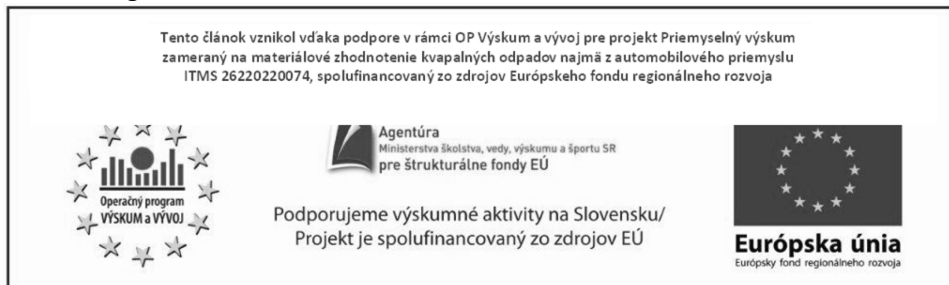 Tento článok vznikol vďaka podpore v rámci OP Výskum a vývoj pre projekt Priemyselný výskum
zameraný na materiálové zhodnotenie kvapalných odpadov najmä z automobilového priemyslu
ITMS 26220220074, spolufinancovaný zo zdrojov Európskeho fondu regionálneho rozvoja
Operačný program
VÝSKUM a VÝVOJ
Agentúra
Ministerstva školstva, vedy, výskumu a športu SR
pre štrukturálne fondy EÚ
Podporujeme výskumné aktivity na Slovensku/
Projekt je spolufinancovaný zo zdrojov EÚ
Európska únia
Európsky fond regionálneho rozvoja